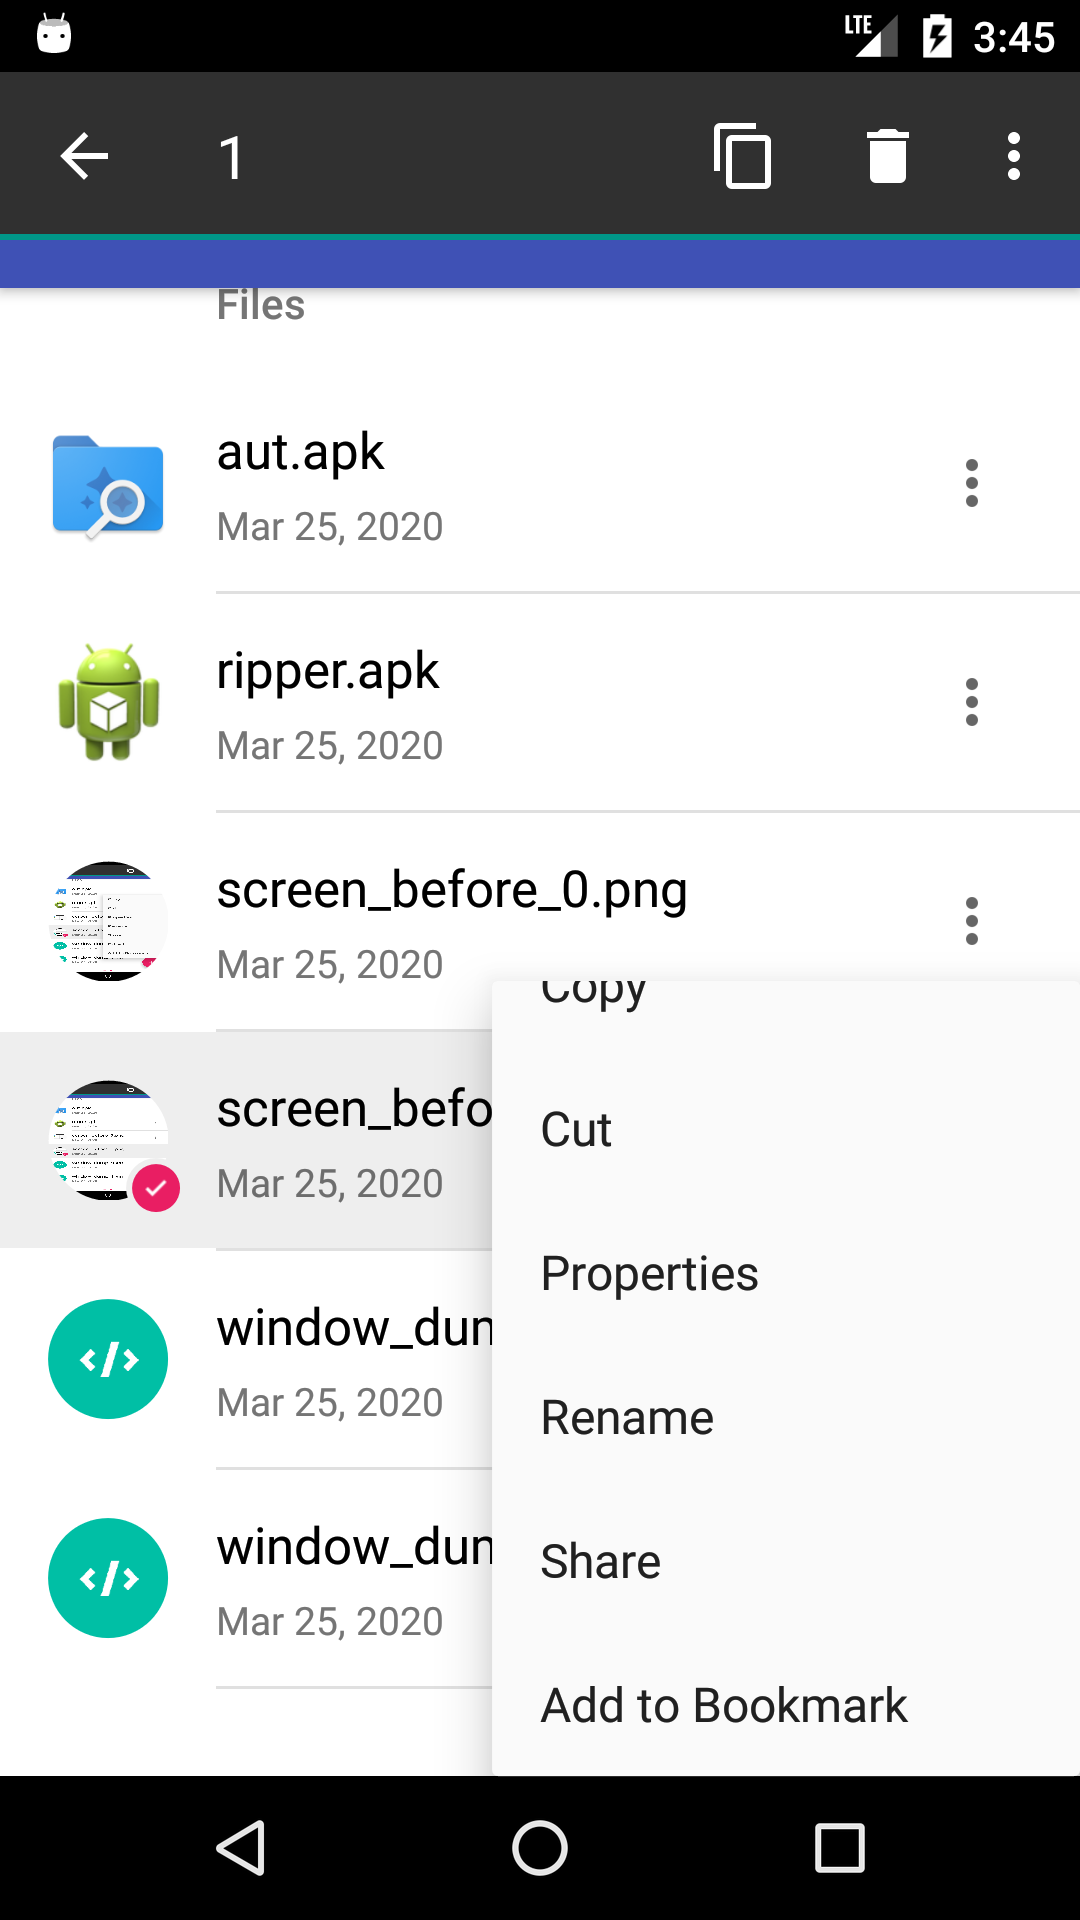 LTE 3:45
1
Files
aut.apk
Mar 25, 2020
ripper.apk
Mar 25, 2020
screen_before_0.png
Mar 25, 2020
Copy
screen_befo
Cut
Mar 25, 2020
Properties
window_dum
Mar 25, 2020
Rename
window_dum
Share
Mar 25, 2020
Add to Bookmark